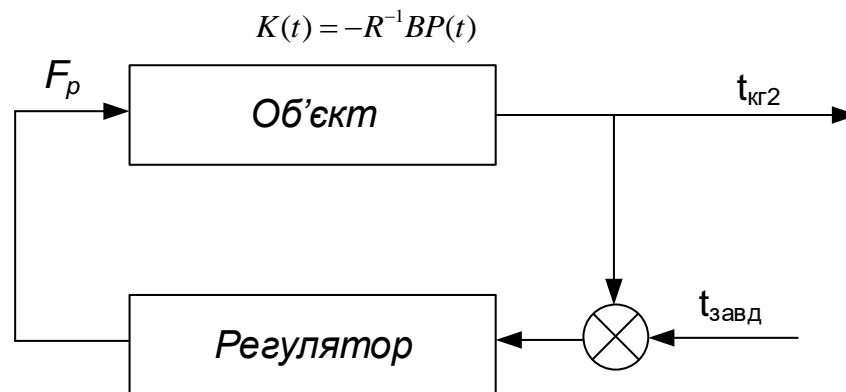 K(t) = −R⁻¹BP(t)
Fₚ
Об’єкт
tкг2
tзавд
Регулятор